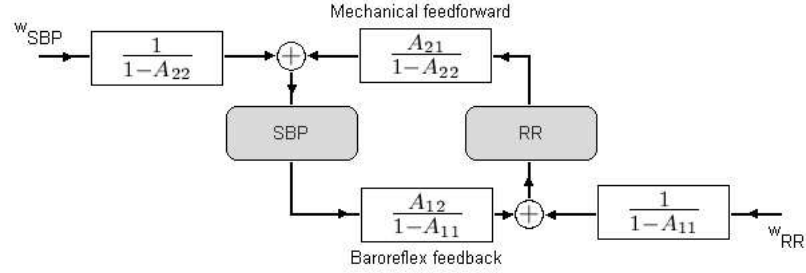 Mechanical feedforward
w_SBP
1 / 1−A_22
+
A_21 / 1−A_22
SBP
RR
A_12 / 1−A_11
+
1 / 1−A_11
w_RR
Baroreflex feedback